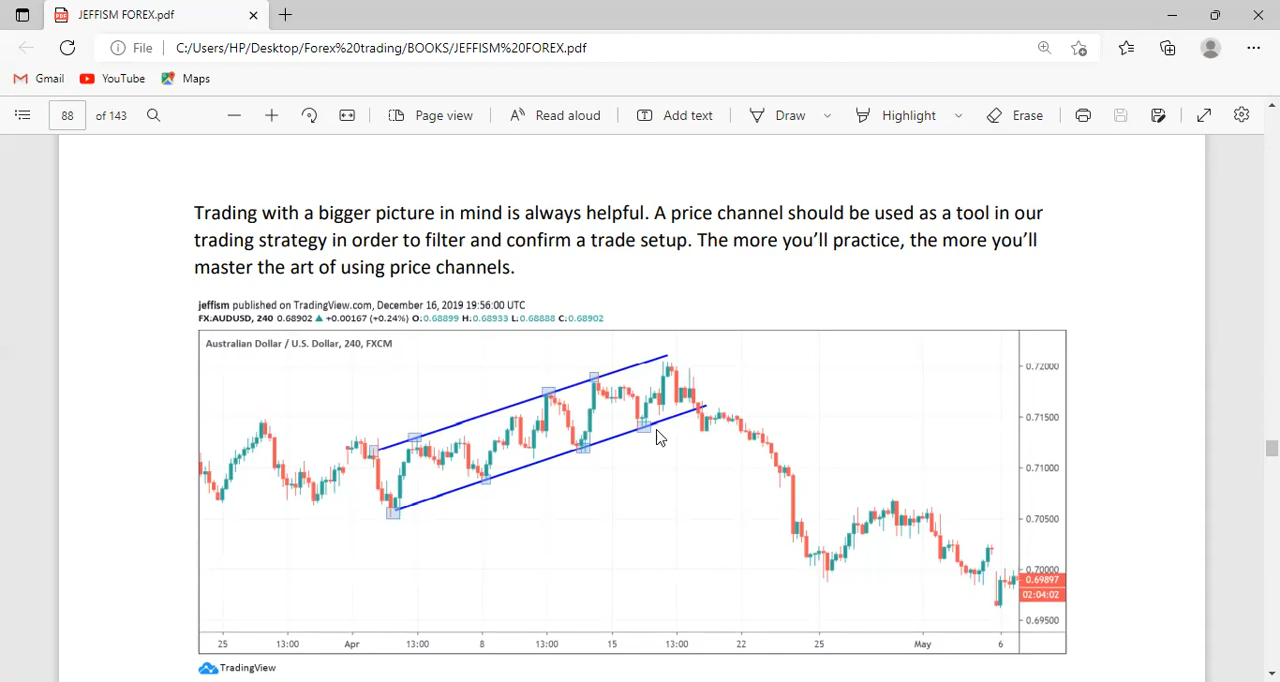 JEFFISM FOREX.pdf
File C:/Users/HP/Desktop/Forex%20trading/BOOKS/JEFFISM%20FOREX.pdf
Gmail YouTube Maps
88 of 143 Page view Read aloud Add text Draw Highlight Erase
Trading with a bigger picture in mind is always helpful. A price channel should be used as a tool in our
trading strategy in order to filter and confirm a trade setup. The more you’ll practice, the more you’ll
master the art of using price channels.
jeffism published on TradingView.com, December 16, 2019 19:56:00 UTC
FX:AUDUSD, 240 0.68902 ▲ +0.00167 (+0.24%) O:0.68899 H:0.68933 L:0.68888 C:0.68902
Australian Dollar / U.S. Dollar, 240, FXCM
0.72000
0.71500
0.71000
0.70500
0.70000
0.69897
02:04:02
0.69500
25 13:00 Apr 13:00 8 13:00 15 13:00 22 25 May 6
TradingView